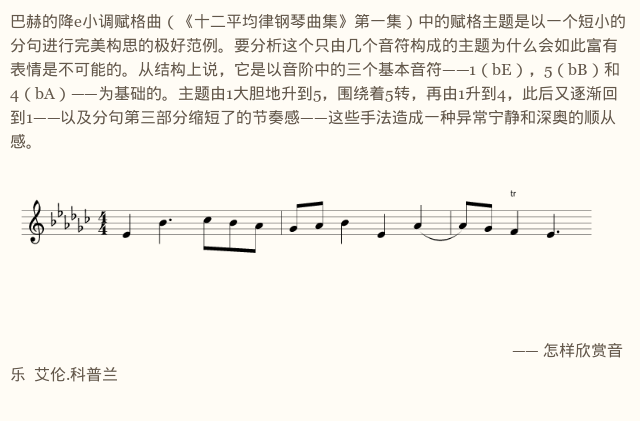 巴赫的降e小调赋格曲（《十二平均律钢琴曲集》第一集）中的赋格主题是以一个短小的
分句进行完美构思的极好范例。要分析这个只由几个音符构成的主题为什么会如此富有
表情是不可能的。从结构上说，它是以音阶中的三个基本音符——1（bE），5（bB）和
4（bA）——为基础的。主题由1大胆地升到5，围绕着5转，再由1升到4，此后又逐渐回
到1——以及分句第三部分缩短了的节奏感——这些手法造成一种异常宁静和深奥的顺从
感。
tr
—— 怎样欣赏音
乐 艾伦.科普兰